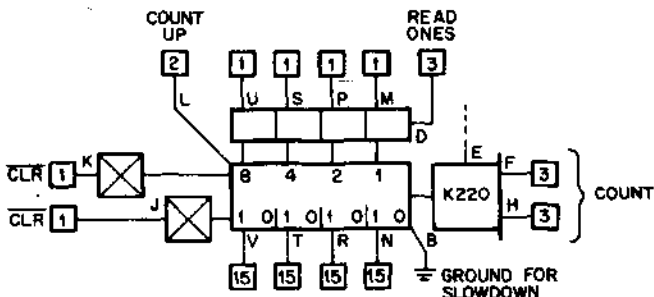 COUNT UP
READ ONES
2 1 1 1 1 3
L U S P M
D
E
CLR 1 K 8 4 2 1 K220 F 3
COUNT
CLR 1 J 1 0 1 0 1 0 1 0 H 3
V T R N B
15 15 15 15 GROUND FOR
SLOWDOWN